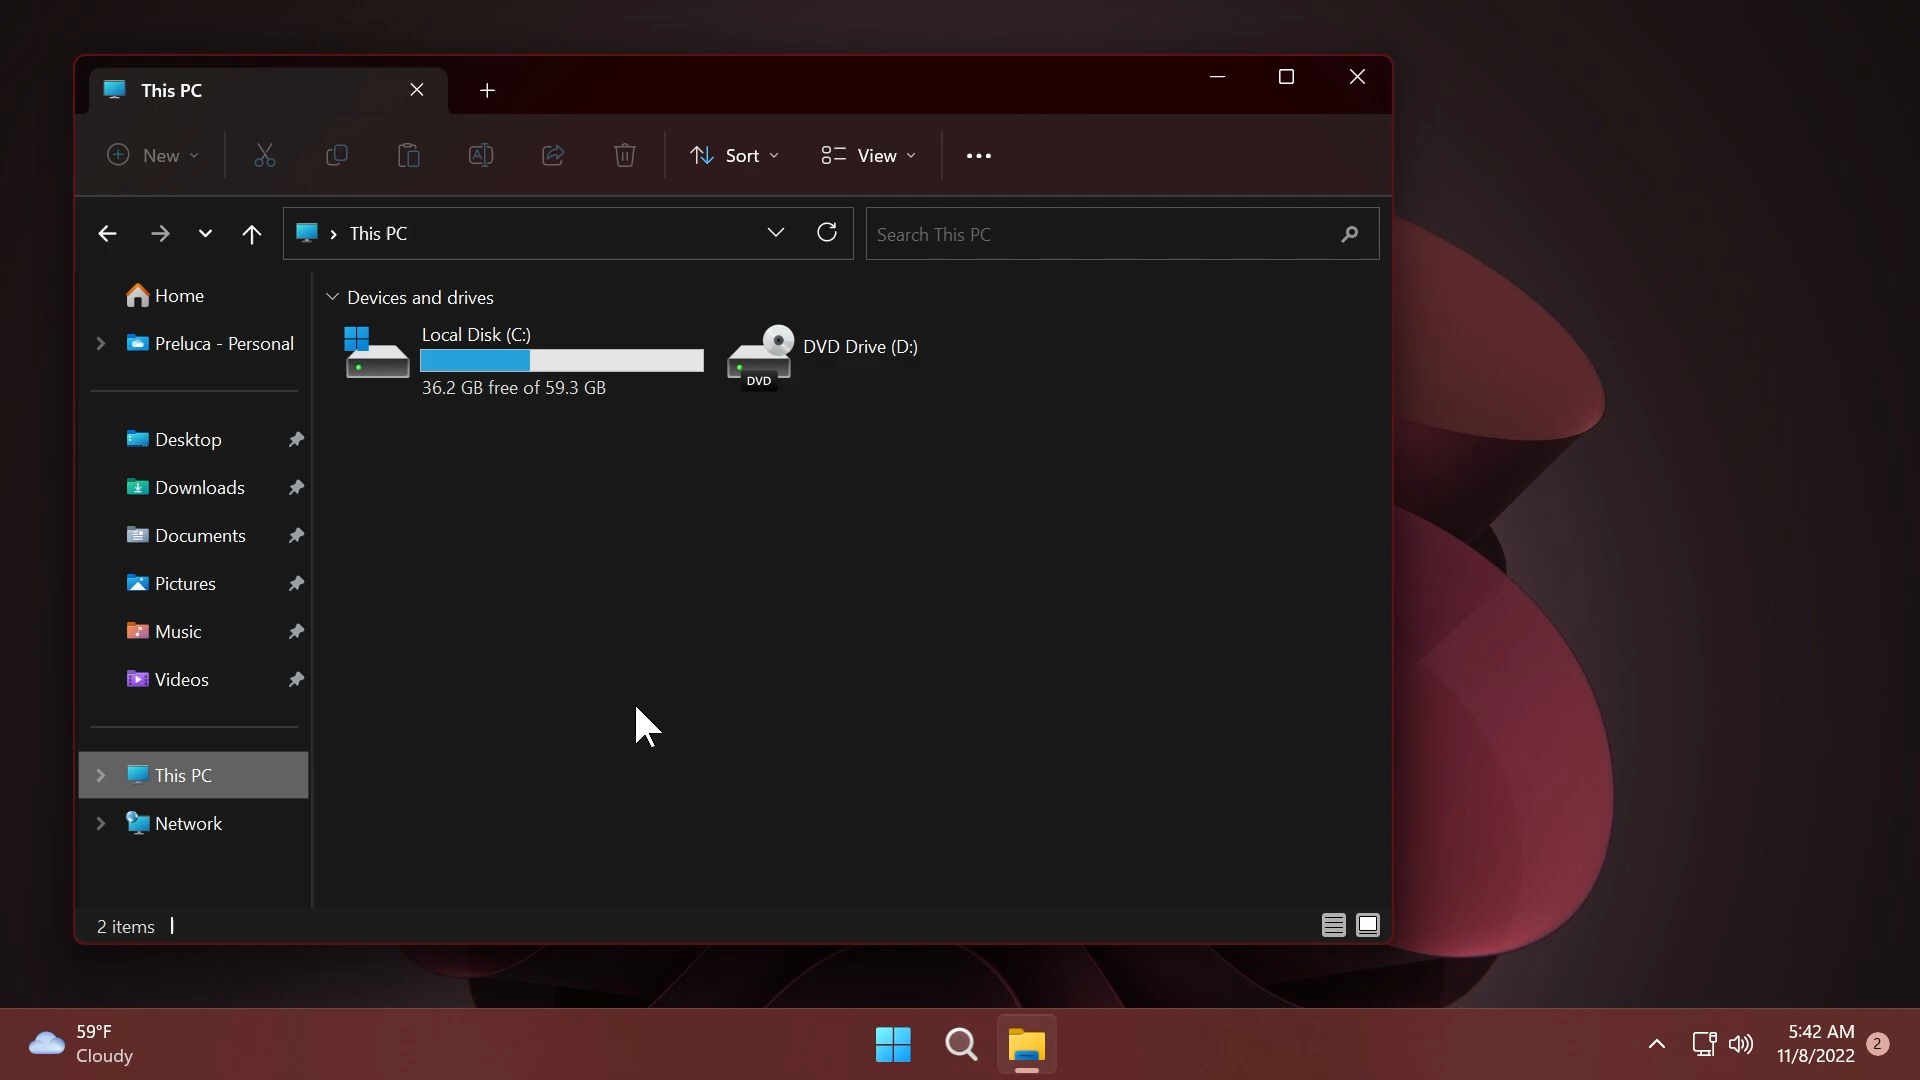 This PC
New
Sort
View
This PC
Search This PC
Home
Preluca - Personal
Desktop
Downloads
Documents
Pictures
Music
Videos
This PC
Network
Devices and drives
Local Disk (C:)
36.2 GB free of 59.3 GB
DVD
DVD Drive (D:)
2 items
59°F
Cloudy
5:42 AM
11/8/2022
2